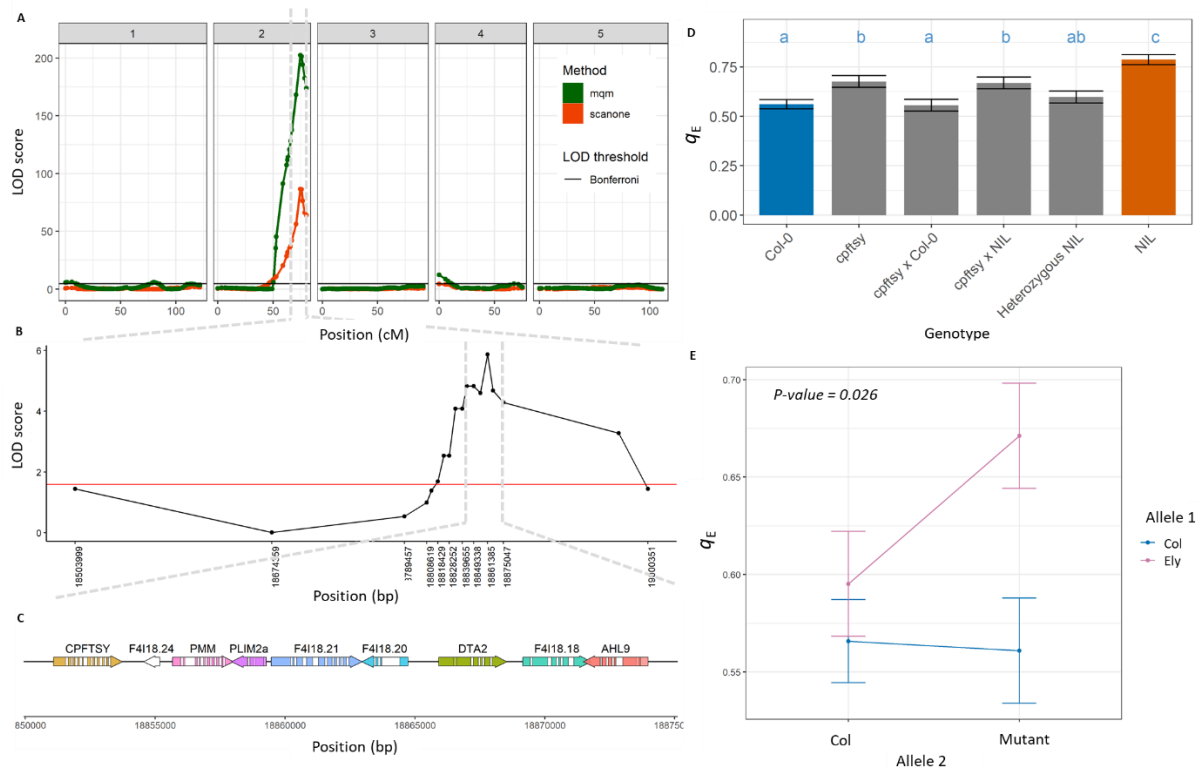 A
1
2
3
4
5
LOD score
200
150
100
50
0
0
50
100
0
50
0
50
0
50
0
50
100
Position (cM)
Method
mqm
scanone
LOD threshold
Bonferroni
B
LOD score
6
4
2
0
18503999
18674359
18808619
18818429
18828252
18839655
18849338
18861385
18875047
Position (bp)
C
CPFTSY
F4I18.24
PMM
PLIM2a
F4I18.21
F4I18.20
DTA2
F4I18.18
AHL9
850000
18855000
18860000
18865000
18870000
1887500
Position (bp)
D
a
b
a
b
ab
c
qE
0.75
0.50
0.25
0.00
Col-0
cpftsy
cpftsy x Col-0
cpftsy x NIL
Heterozygous NIL
NIL
Genotype
E
P-value = 0.026
qE
0.70
0.65
0.60
0.55
Col
Mutant
Allele 2
Allele 1
Col
Ely